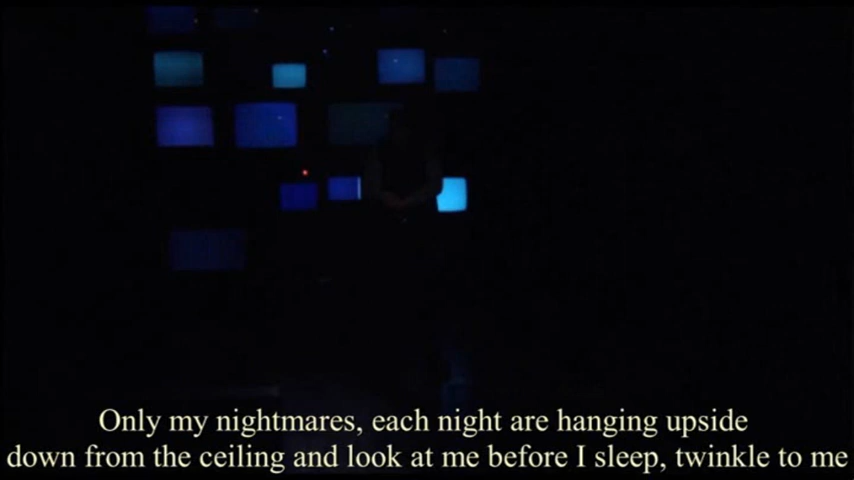 Only my nightmares, each night are hanging upside
down from the ceiling and look at me before I sleep, twinkle to me